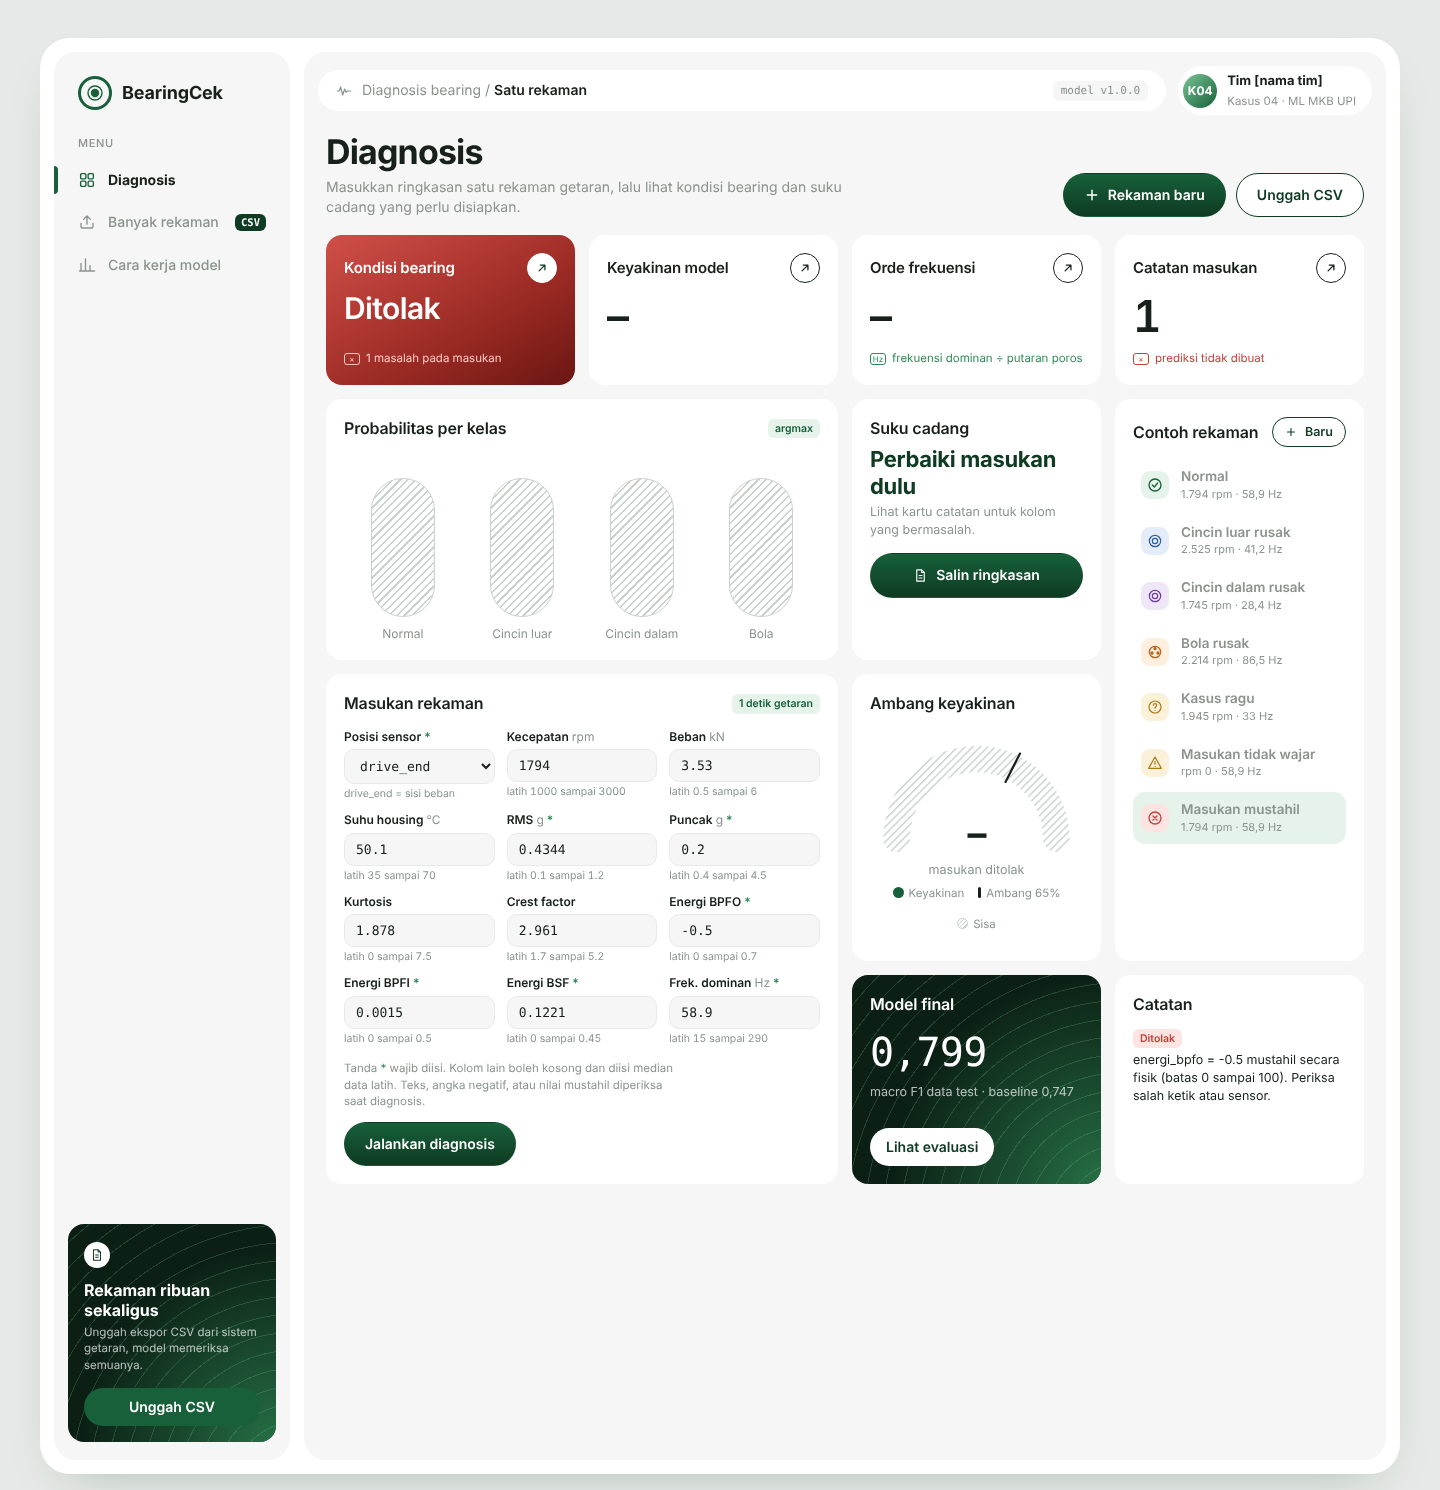 BearingCek
MENU
Diagnosis
Banyak rekaman CSV
Cara kerja model
Rekaman ribuan
sekaligus
Unggah ekspor CSV dari sistem
getaran, model memeriksa
semuanya.
Unggah CSV
Diagnosis bearing / Satu rekaman
model v1.0.0
K04
Tim [nama tim]
Kasus 04 · ML MKB UPI
Diagnosis
Masukkan ringkasan satu rekaman getaran, lalu lihat kondisi bearing dan suku
cadang yang perlu disiapkan.
+ Rekaman baru
Unggah CSV
Kondisi bearing
Ditolak
× 1 masalah pada masukan
Keyakinan model
–
Orde frekuensi
–
Hz frekuensi dominan ÷ putaran poros
Catatan masukan
1
× prediksi tidak dibuat
Probabilitas per kelas
argmax
Normal
Cincin luar
Cincin dalam
Bola
Suku cadang
Perbaiki masukan
dulu
Lihat kartu catatan untuk kolom
yang bermasalah.
Salin ringkasan
Contoh rekaman
+ Baru
Normal
1.794 rpm · 58,9 Hz
Cincin luar rusak
2.525 rpm · 41,2 Hz
Cincin dalam rusak
1.745 rpm · 28,4 Hz
Bola rusak
2.214 rpm · 86,5 Hz
Kasus ragu
1.945 rpm · 33 Hz
Masukan tidak wajar
rpm 0 · 58,9 Hz
Masukan mustahil
1.794 rpm · 58,9 Hz
Masukan rekaman
1 detik getaran
Posisi sensor *
drive_end
drive_end = sisi beban
Kecepatan rpm
1794
latih 1000 sampai 3000
Beban kN
3.53
latih 0.5 sampai 6
Suhu housing °C
50.1
latih 35 sampai 70
RMS g *
0.4344
latih 0.1 sampai 1.2
Puncak g *
0.2
latih 0.4 sampai 4.5
Kurtosis
1.878
latih 0 sampai 7.5
Crest factor
2.961
latih 1.7 sampai 5.2
Energi BPFO *
-0.5
latih 0 sampai 0.7
Energi BPFI *
0.0015
latih 0 sampai 0.5
Energi BSF *
0.1221
latih 0 sampai 0.45
Frek. dominan Hz *
58.9
latih 15 sampai 290
Tanda * wajib diisi. Kolom lain boleh kosong dan diisi median
data latih. Teks, angka negatif, atau nilai mustahil diperiksa
saat diagnosis.
Jalankan diagnosis
Ambang keyakinan
–
masukan ditolak
Keyakinan
Ambang 65%
Sisa
Model final
0,799
macro F1 data test · baseline 0,747
Lihat evaluasi
Catatan
Ditolak
energi_bpfo = -0.5 mustahil secara
fisik (batas 0 sampai 100). Periksa
salah ketik atau sensor.